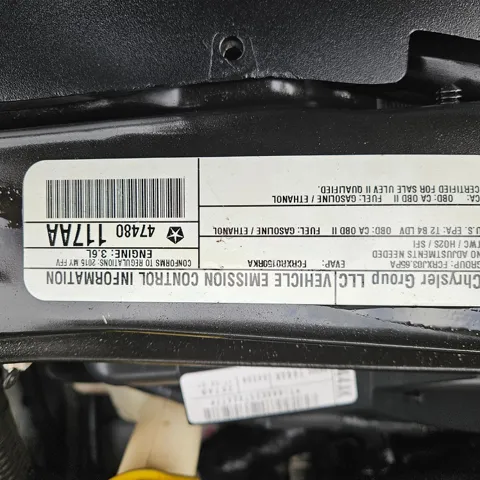 Chrysler Group LLC VEHICLE EMISSION CONTROL INFORMATION
GROUP: FCRXJ03.65PA EVAP: FCRXR0150RKA
NO ADJUSTMENTS NEEDED
TWC / HO2S / SFI
CONFORMS TO REGULATIONS: 2015 MY FFV
ENGINE: 3.6L
U.S. EPA: T2 B4 LDV OBD: CA OBD II FUEL: GASOLINE / ETHANOL
CA: OBD: CA OBD II FUEL: GASOLINE / ETHANOL
CERTIFIED FOR SALE ULEV II QUALIFIED.
47480
117AA